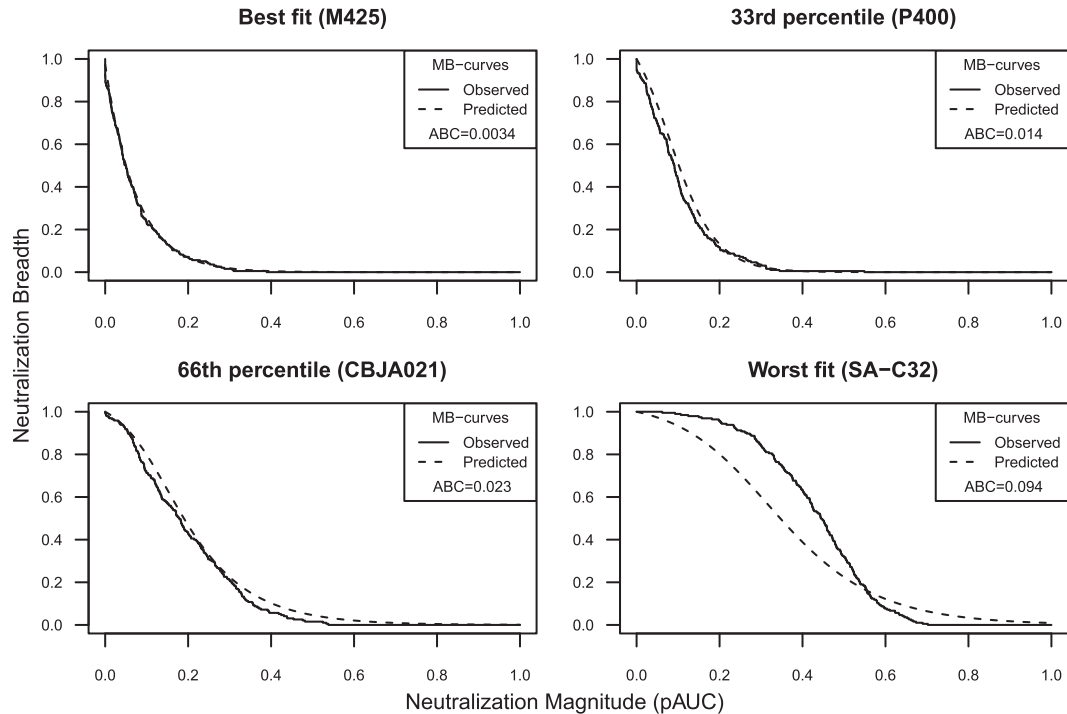 Best fit (M425)
33rd percentile (P400)
1.0
0.8
0.6
0.4
0.2
0.0
0.0 0.2 0.4 0.6 0.8 1.0
MB−curves
Observed
Predicted
ABC=0.0034
1.0
0.8
0.6
0.4
0.2
0.0
0.0 0.2 0.4 0.6 0.8 1.0
MB−curves
Observed
Predicted
ABC=0.014
Neutralization Breadth
66th percentile (CBJA021)
Worst fit (SA−C32)
1.0
0.8
0.6
0.4
0.2
0.0
0.0 0.2 0.4 0.6 0.8 1.0
MB−curves
Observed
Predicted
ABC=0.023
1.0
0.8
0.6
0.4
0.2
0.0
0.0 0.2 0.4 0.6 0.8 1.0
MB−curves
Observed
Predicted
ABC=0.094
Neutralization Magnitude (pAUC)